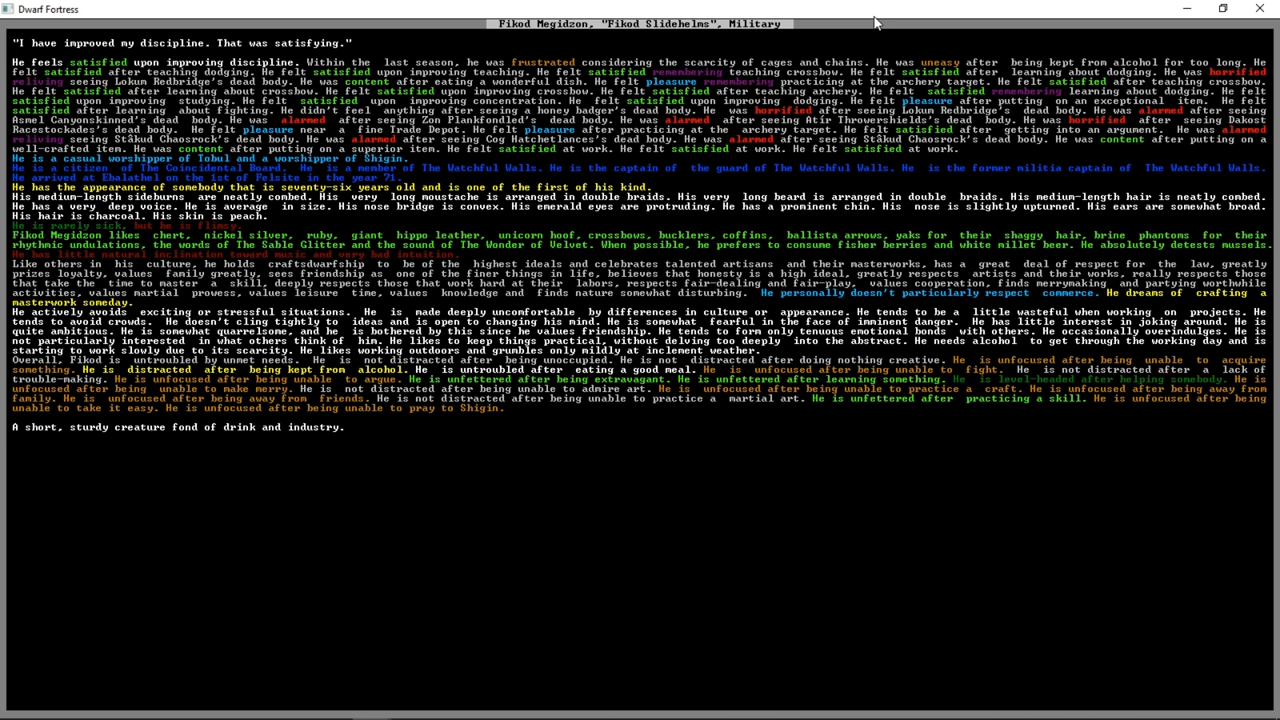 Dwarf Fortress
Fikod Megidzon, "Fikod Slidehelms", Military
"I have improved my discipline. That was satisfying."
He feels satisfied upon improving discipline. Within the last season, he was frustrated considering the scarcity of cages and chains. He was uneasy after being kept from alcohol for too long. He
felt satisfied after teaching dodging. He felt satisfied upon improving teaching. He felt satisfied remembering teaching crossbow. He felt satisfied after learning about dodging. He was horrified
reliving seeing Lokum Redbridge's dead body. He was content after eating a wonderful dish. He felt pleasure remembering practicing at the archery target. He felt satisfied after teaching crossbow.
He felt satisfied after learning about crossbow. He felt satisfied upon improving crossbow. He felt satisfied after teaching archery. He felt satisfied remembering learning about dodging. He felt
satisfied upon improving studying. He felt satisfied upon improving concentration. He felt satisfied upon improving dodging. He felt pleasure after putting on an exceptional item. He felt
satisfied after learning about fighting. He didn't feel anything after seeing a honey badger's dead body. He was horrified after seeing Lokum Redbridge's dead body. He was alarmed after seeing
Asmel Canyonskinned's dead body. He was alarmed after seeing Zon Plankfondled's dead body. He was alarmed after seeing Atir Throwershields's dead body. He was horrified after seeing Dakost
Racestockades's dead body. He felt pleasure near a fine Trade Depot. He felt pleasure after practicing at the archery target. He felt satisfied after getting into an argument. He was alarmed
reliving seeing Stâkud Chaosrock's dead body. He was alarmed after seeing Cog Hatchetlances's dead body. He was alarmed after seeing Stâkud Chaosrock's dead body. He was content after putting on a
well-crafted item. He was content after putting on a superior item. He felt satisfied at work. He felt satisfied at work. He felt satisfied at work.
He is a casual worshipper of Tobul and a worshipper of Shigin.
He is a citizen of The Coincidental Board. He is a member of The Watchful Walls. He is the captain of the guard of The Watchful Walls. He is the former militia captain of The Watchful Walls.
He arrived at Ebalathel on the 1st of Felsite in the year 71.
He has the appearance of somebody that is seventy-six years old and is one of the first of his kind.
His medium-length sideburns are neatly combed. His very long moustache is arranged in double braids. His very long beard is arranged in double braids. His medium-length hair is neatly combed.
He has a very deep voice. He is average in size. His nose bridge is convex. His emerald eyes are protruding. He has a prominent chin. His nose is slightly upturned. His ears are somewhat broad.
His hair is charcoal. His skin is peach.
He is rarely sick, but he is flimsy.
Fikod Megidzon likes chert, nickel silver, ruby, giant hippo leather, unicorn hoof, crossbows, bucklers, coffins, ballista arrows, yaks for their shaggy hair, brine phantoms for their
rhythmic undulations, the words of The Sable Glitter and the sound of The Wonder of Velvet. When possible, he prefers to consume fisher berries and white millet beer. He absolutely detests mussels.
He has little natural inclination toward music and very bad intuition.
Like others in his culture, he holds craftsdwarfship to be of the highest ideals and celebrates talented artisans and their masterworks, has a great deal of respect for the law, greatly
prizes loyalty, values family greatly, sees friendship as one of the finer things in life, believes that honesty is a high ideal, greatly respects artists and their works, really respects those
that take the time to master a skill, deeply respects those that work hard at their labors, respects fair-dealing and fair-play, values cooperation, finds merrymaking and partying worthwhile
activities, values martial prowess, values leisure time, values knowledge and finds nature somewhat disturbing. He personally doesn't particularly respect commerce. He dreams of crafting a
masterwork someday.
He actively avoids exciting or stressful situations. He is made deeply uncomfortable by differences in culture or appearance. He tends to be a little wasteful when working on projects. He
tends to avoid crowds. He doesn't cling tightly to ideas and is open to changing his mind. He is somewhat fearful in the face of imminent danger. He has little interest in joking around. He is
quite ambitious. He is somewhat quarrelsome, and he is bothered by this since he values friendship. He tends to form only tenuous emotional bonds with others. He occasionally overindulges. He is
not particularly interested in what others think of him. He likes to keep things practical, without delving too deeply into the abstract. He needs alcohol to get through the working day and is
starting to work slowly due to its scarcity. He likes working outdoors and grumbles only mildly at inclement weather.
Overall, Fikod is untroubled by unmet needs. He is not distracted after being unoccupied. He is not distracted after doing nothing creative. He is unfocused after being unable to acquire
something. He is distracted after being kept from alcohol. He is untroubled after eating a good meal. He is unfocused after being unable to fight. He is not distracted after a lack of
trouble-making. He is unfocused after being unable to argue. He is unfettered after being extravagant. He is unfettered after learning something. He is level-headed after helping somebody. He is
unfocused after being unable to make merry. He is not distracted after being unable to admire art. He is unfocused after being unable to practice a craft. He is unfocused after being away from
family. He is unfocused after being away from friends. He is not distracted after being unable to practice a martial art. He is unfettered after practicing a skill. He is unfocused after being
unable to take it easy. He is unfocused after being unable to pray to Shigin.
A short, sturdy creature fond of drink and industry.